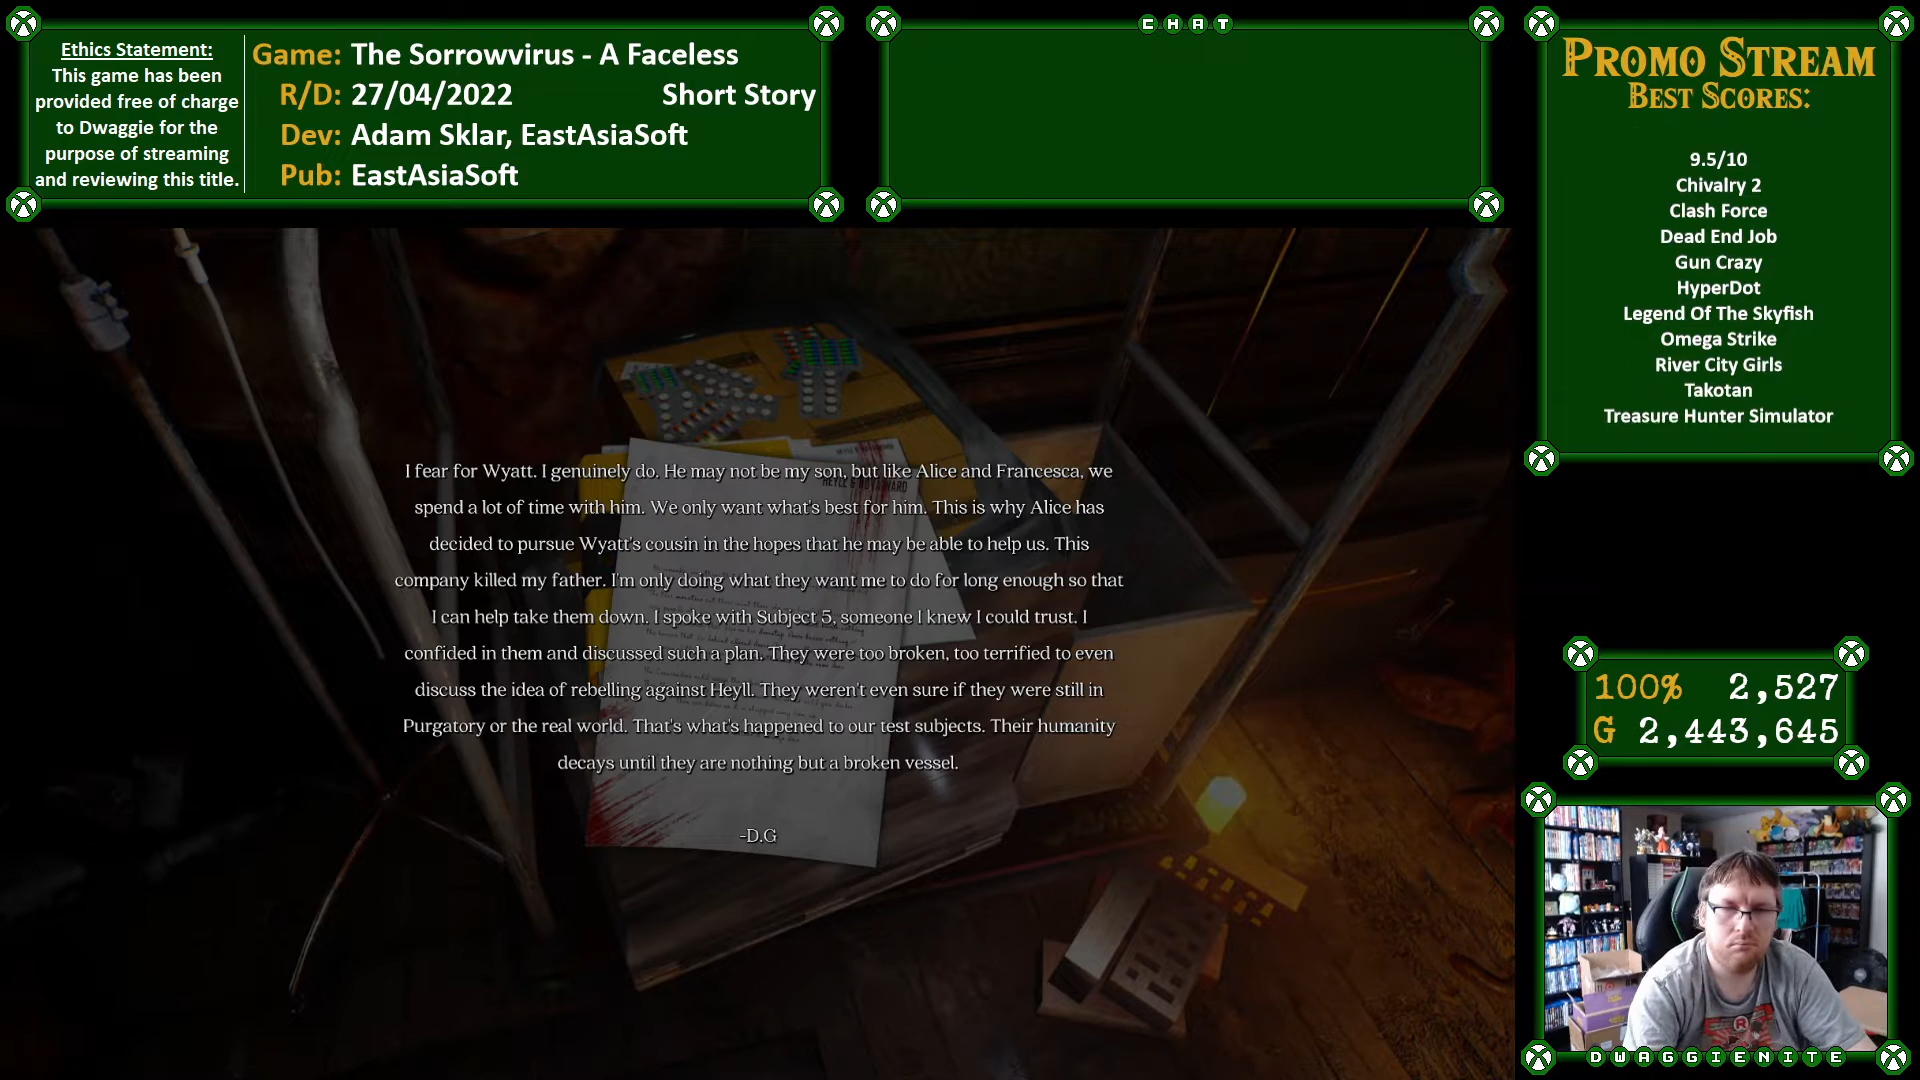 Ethics Statement:
This game has been
provided free of charge
to Dwaggie for the
purpose of streaming
and reviewing this title.
Game: The Sorrowvirus - A Faceless
R/D: 27/04/2022 Short Story
Dev: Adam Sklar, EastAsiaSoft
Pub: EastAsiaSoft
CHAT
PROMO STREAM
BEST SCORES:
9.5/10
Chivalry 2
Clash Force
Dead End Job
Gun Crazy
HyperDot
Legend Of The Skyfish
Omega Strike
River City Girls
Takotan
Treasure Hunter Simulator
I fear for Wyatt. I genuinely do. He may not be my son, but like Alice and Francesca, we
spend a lot of time with him. We only want what's best for him. This is why Alice has
decided to pursue Wyatt's cousin in the hopes that he may be able to help us. This
company killed my father. I'm only doing what they want me to do for long enough so that
I can help take them down. I spoke with Subject 5, someone I knew I could trust. I
confided in them and discussed such a plan. They were too broken, too terrified to even
discuss the idea of rebelling against Heyll. They weren't even sure if they were still in
Purgatory or the real world. That's what's happened to our test subjects. Their humanity
decays until they are nothing but a broken vessel.
-D.G
100% 2,527
G 2,443,645
DWAGGIENITE